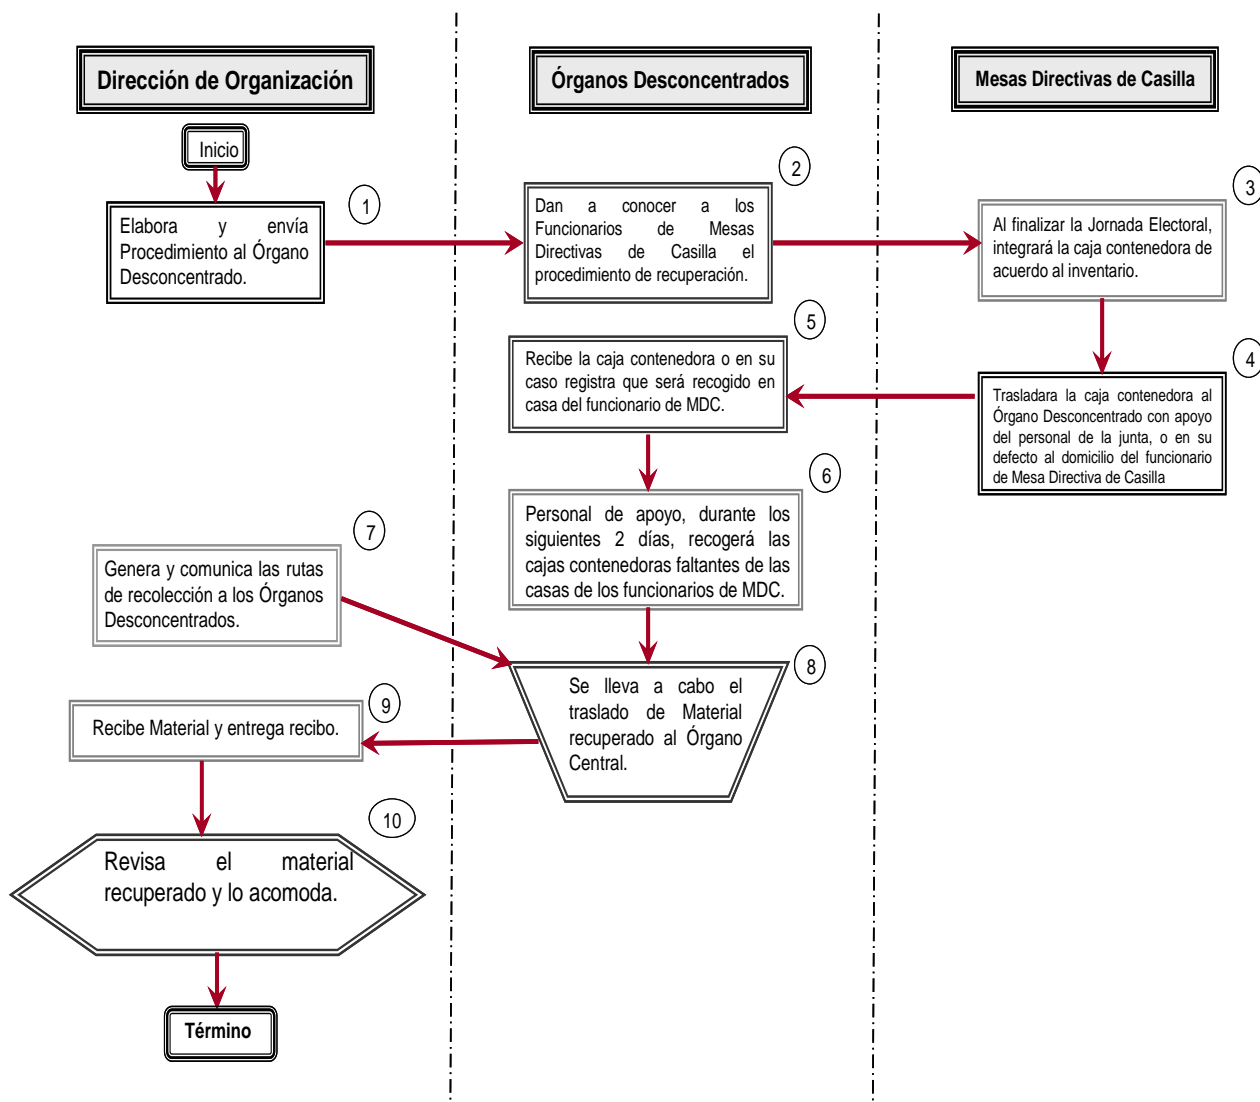 Dirección de Organización
Órganos Desconcentrados
Mesas Directivas de Casilla
Inicio
1
Elabora y envía
Procedimiento al Órgano
Desconcentrado.
2
Dan a conocer a los
Funcionarios de Mesas
Directivas de Casilla el
procedimiento de recuperación.
3
Al finalizar la Jornada Electoral,
integrará la caja contenedora de
acuerdo al inventario.
4
Trasladara la caja contenedora al
Órgano Desconcentrado con apoyo
del personal de la junta, o en su
defecto al domicilio del funcionario
de Mesa Directiva de Casilla
5
Recibe la caja contenedora o en su
caso registra que será recogido en
casa del funcionario de MDC.
6
Personal de apoyo, durante los
siguientes 2 días, recogerá las
cajas contenedoras faltantes de las
casas de los funcionarios de MDC.
7
Genera y comunica las rutas
de recolección a los Órganos
Desconcentrados.
8
Se lleva a cabo el
traslado de Material
recuperado al Órgano
Central.
9
Recibe Material y entrega recibo.
10
Revisa el material
recuperado y lo acomoda.
Término